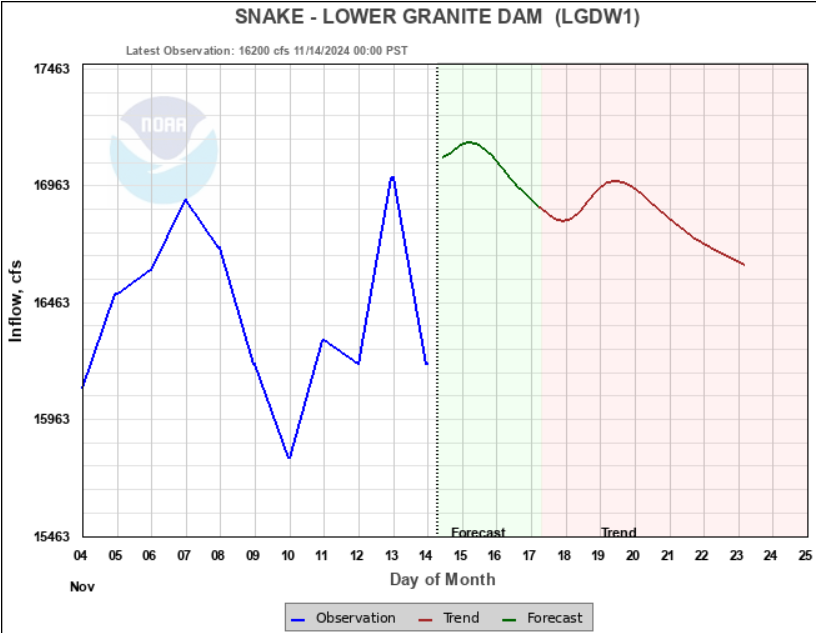 SNAKE - LOWER GRANITE DAM (LGDW1)
Latest Observation: 16200 cfs 11/14/2024 00:00 PST
17463
NOAA
16963
16463
Inflow, cfs
15963
15463
Forecast Trend
04 05 06 07 08 09 10 11 12 13 14 15 16 17 18 19 20 21 22 23 24 25
Nov
Day of Month
Observation Trend Forecast